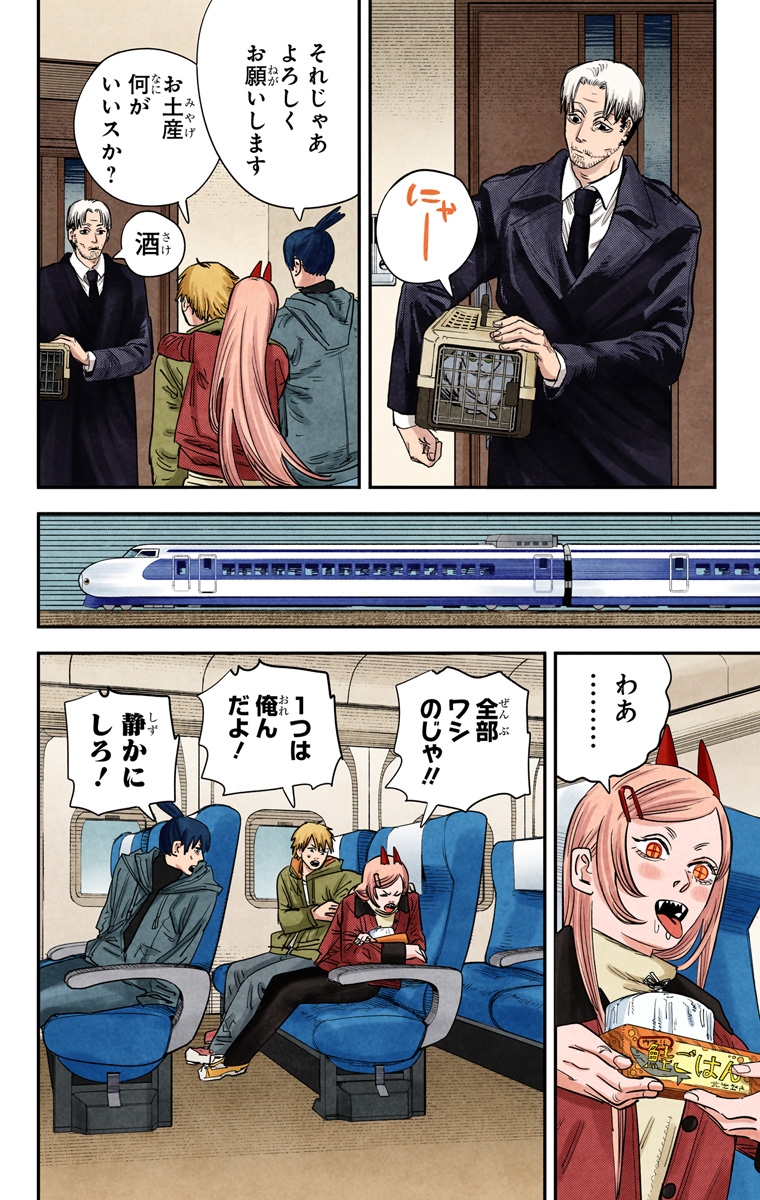 にゃー
それじゃあ
よろしく
お願いします
お土産
何が
いいスか？
酒
わあ
………
鮭ごはん
全部
ワシ
のじゃ!!
1つは
俺ん
だよ!
静かに
しろ!